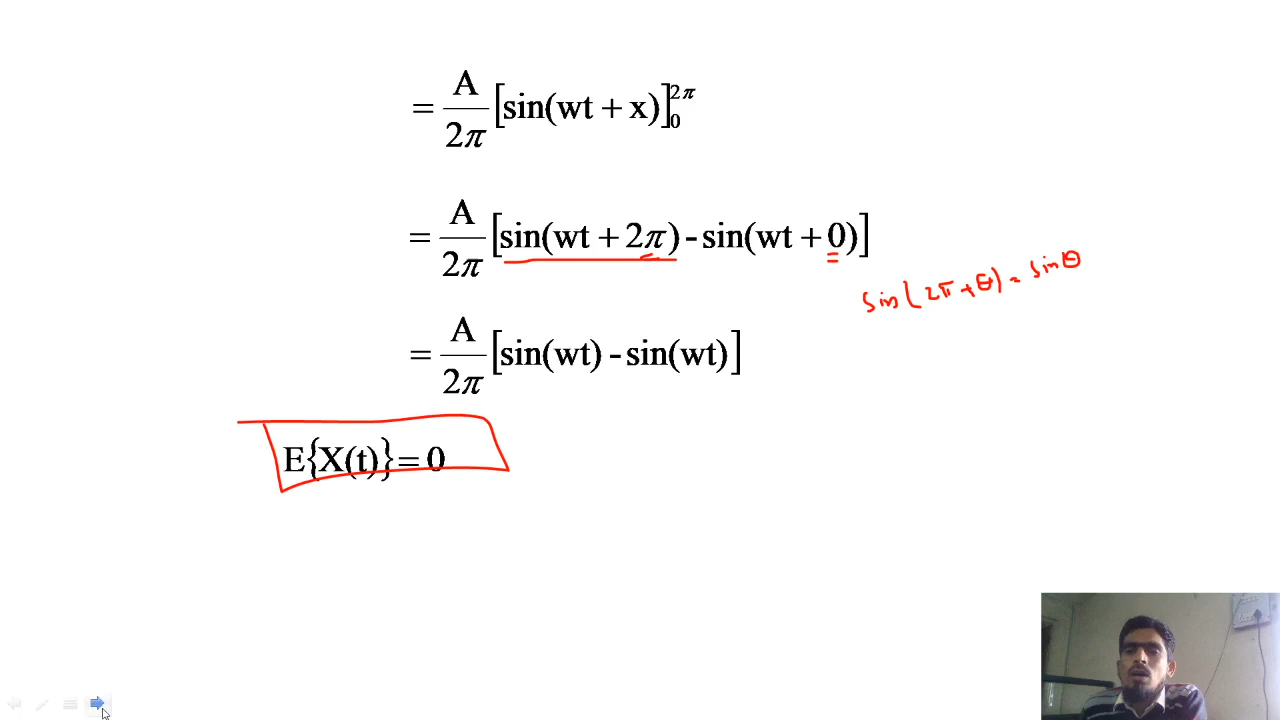 = A/2π [sin(wt + x)]₀^2π
= A/2π [sin(wt + 2π) - sin(wt + 0)]
sin(2π+θ) = sinθ
= A/2π [sin(wt) - sin(wt)]
E{X(t)} = 0